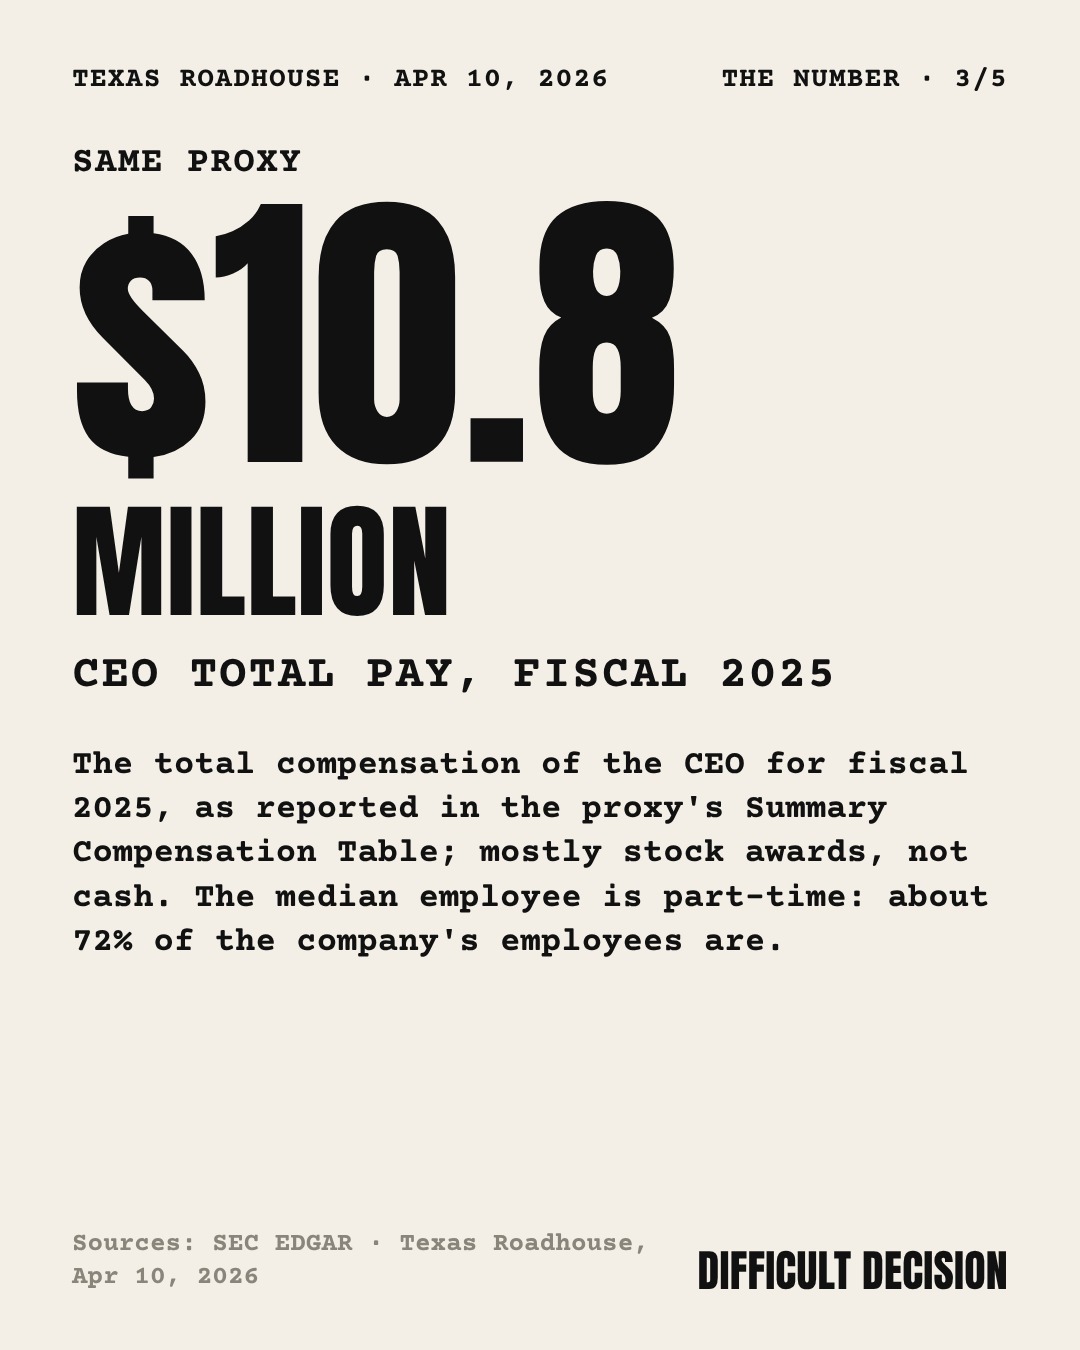 TEXAS ROADHOUSE · APR 10, 2026
THE NUMBER · 3/5
SAME PROXY
$10.8
MILLION
CEO TOTAL PAY, FISCAL 2025
The total compensation of the CEO for fiscal
2025, as reported in the proxy's Summary
Compensation Table; mostly stock awards, not
cash. The median employee is part-time: about
72% of the company's employees are.
Sources: SEC EDGAR · Texas Roadhouse,
Apr 10, 2026
DIFFICULT DECISION